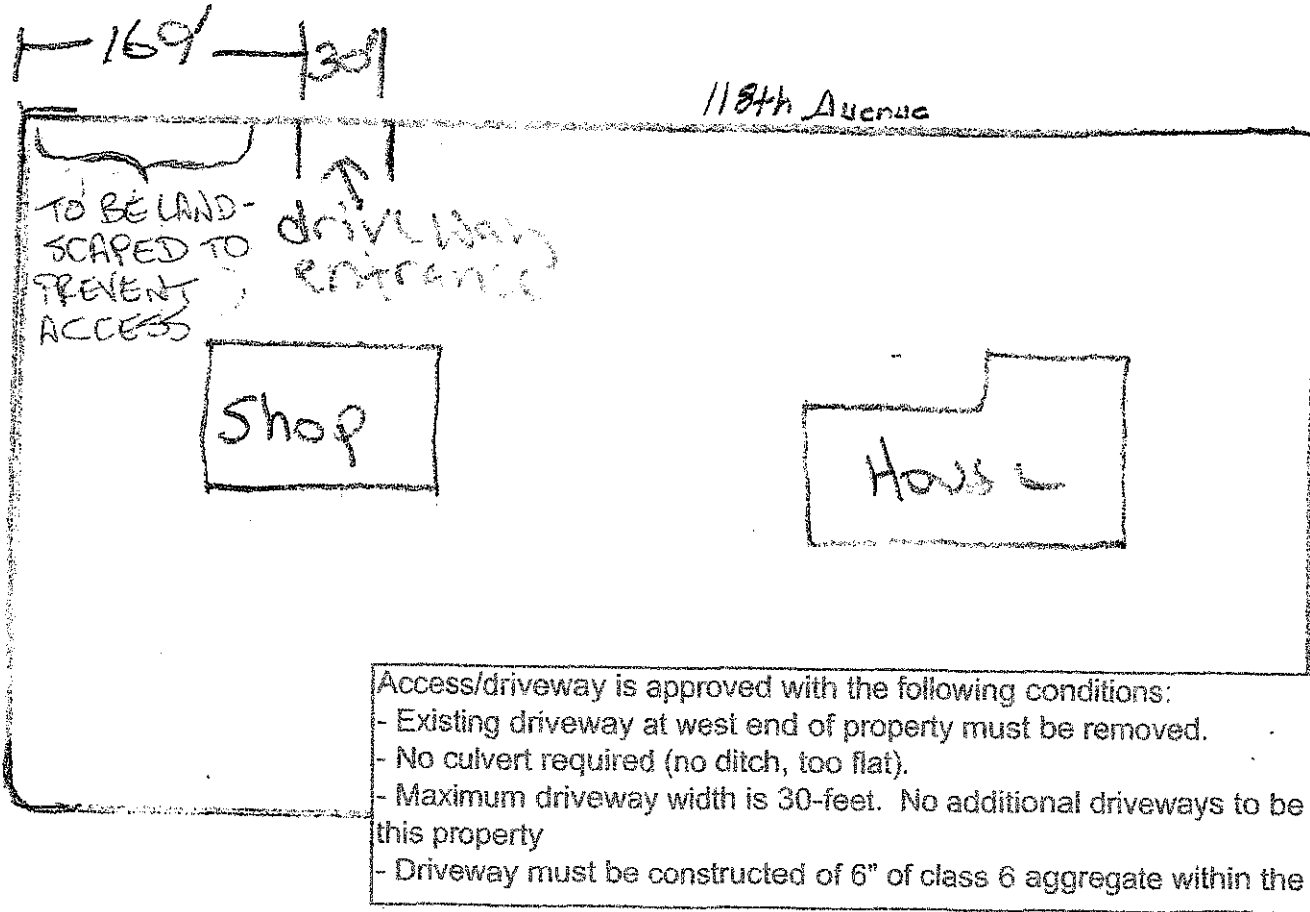 169' 30'
118th Avenue
TO BE LAND-
SCAPED TO
PREVENT
ACCESS
driveway
entrance
Shop
House
Access/driveway is approved with the following conditions:
- Existing driveway at west end of property must be removed.
- No culvert required (no ditch, too flat).
- Maximum driveway width is 30-feet. No additional driveways to be
this property
- Driveway must be constructed of 6" of class 6 aggregate within the